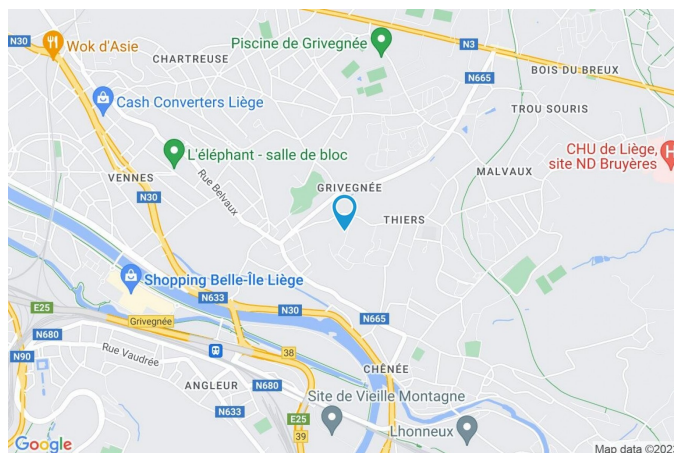 N30
Wok d'Asie
CHARTREUSE
Piscine de Grivegnée
N3
N665
BOIS DU BREUX
TROU SOURIS
Cash Converters Liège
L'éléphant - salle de bloc
CHU de Liège,
site ND Bruyères
H
MALVAUX
VENNES
N30
Rue Belvaux
GRIVEGNÉE
THIERS
Shopping Belle-Île Liège
N633
N30
E25
Grivegnée
N665
N680
38
N90
Rue Vaudrée
CHÊNÉE
ANGLEUR
N680
Site de Vieille Montagne
N633
E25
39
Lhonneux
Google
Map data ©202